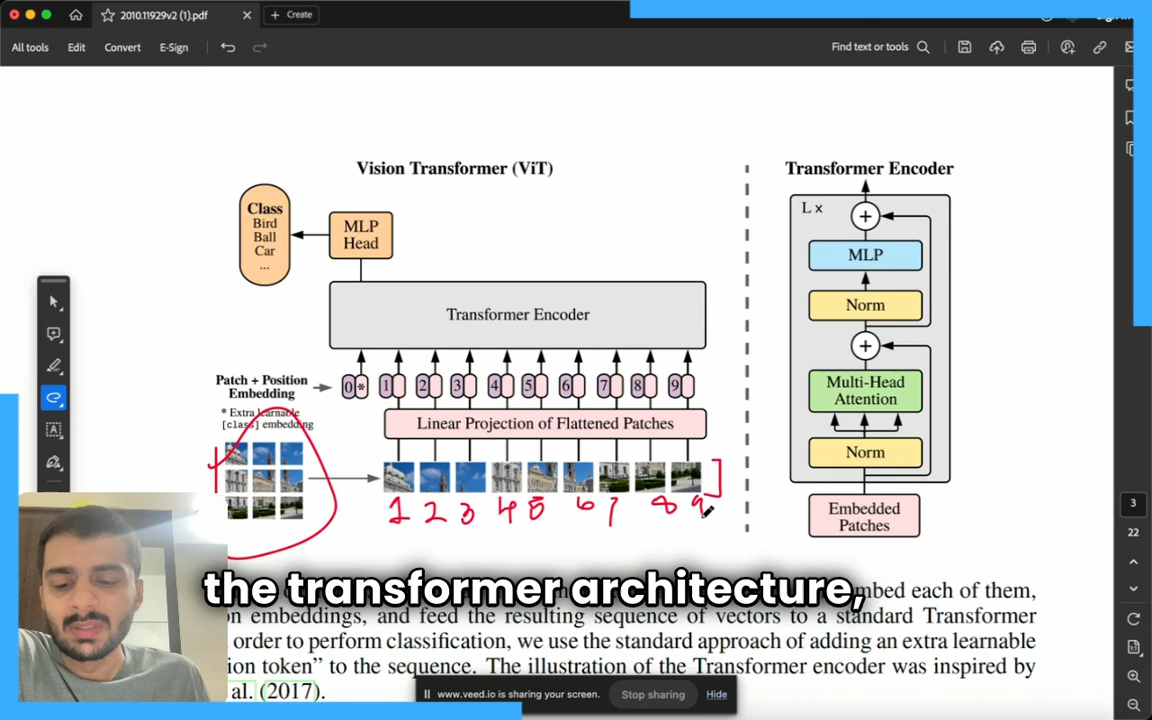 2010.11929v2 (1).pdf
+ Create
All tools Edit Convert E-Sign
Find text or tools
Vision Transformer (ViT)
Transformer Encoder
Class
Bird
Ball
Car
...
MLP
Head
Transformer Encoder
Patch + Position
Embedding
* Extra learnable
[class] embedding
0 * 1 2 3 4 5 6 7 8 9
Linear Projection of Flattened Patches
1 2 3 4 5 6 7 8 9
L x
+
MLP
Norm
+
Multi-Head
Attention
Norm
Embedded
Patches
3
22
the transformer architecture,
embed each of them,
embeddings, and feed the resulting sequence of vectors to a standard Transformer
order to perform classification, we use the standard approach of adding an extra learnable
token” to the sequence. The illustration of the Transformer encoder was inspired by
al. (2017).
www.veed.io is sharing your screen.
Stop sharing
Hide